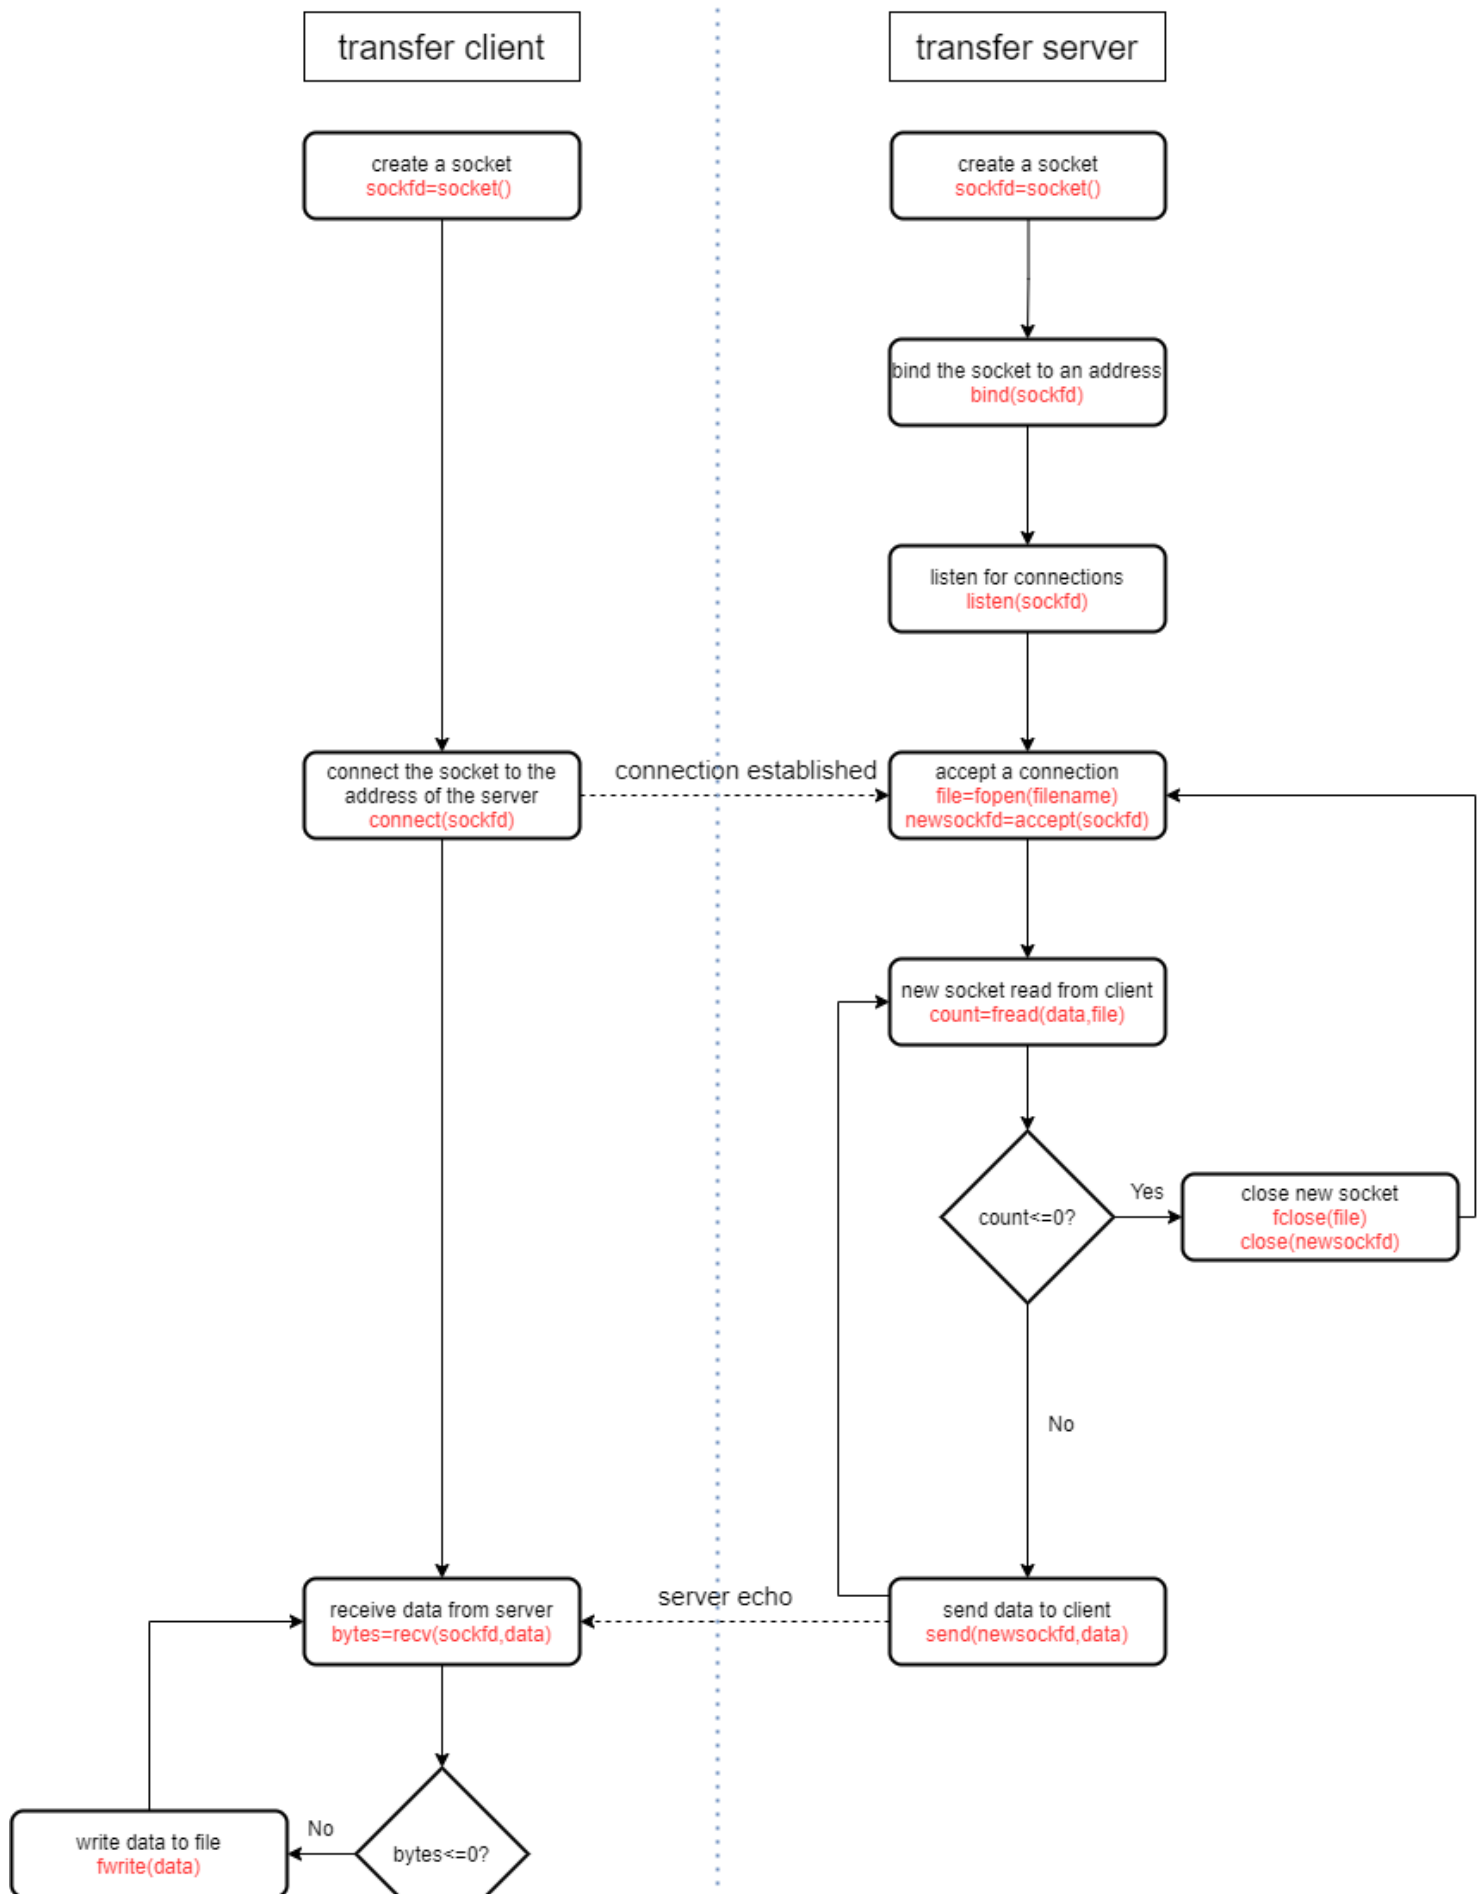 transfer client
transfer server
create a socket
sockfd=socket()
create a socket
sockfd=socket()
bind the socket to an address
bind(sockfd)
listen for connections
listen(sockfd)
connect the socket to the
address of the server
connect(sockfd)
connection established
accept a connection
file=fopen(filename)
newsockfd=accept(sockfd)
new socket read from client
count=fread(data,file)
count<=0?
Yes
close new socket
fclose(file)
close(newsockfd)
No
receive data from server
bytes=recv(sockfd,data)
server echo
send data to client
send(newsockfd,data)
write data to file
fwrite(data)
No
bytes<=0?